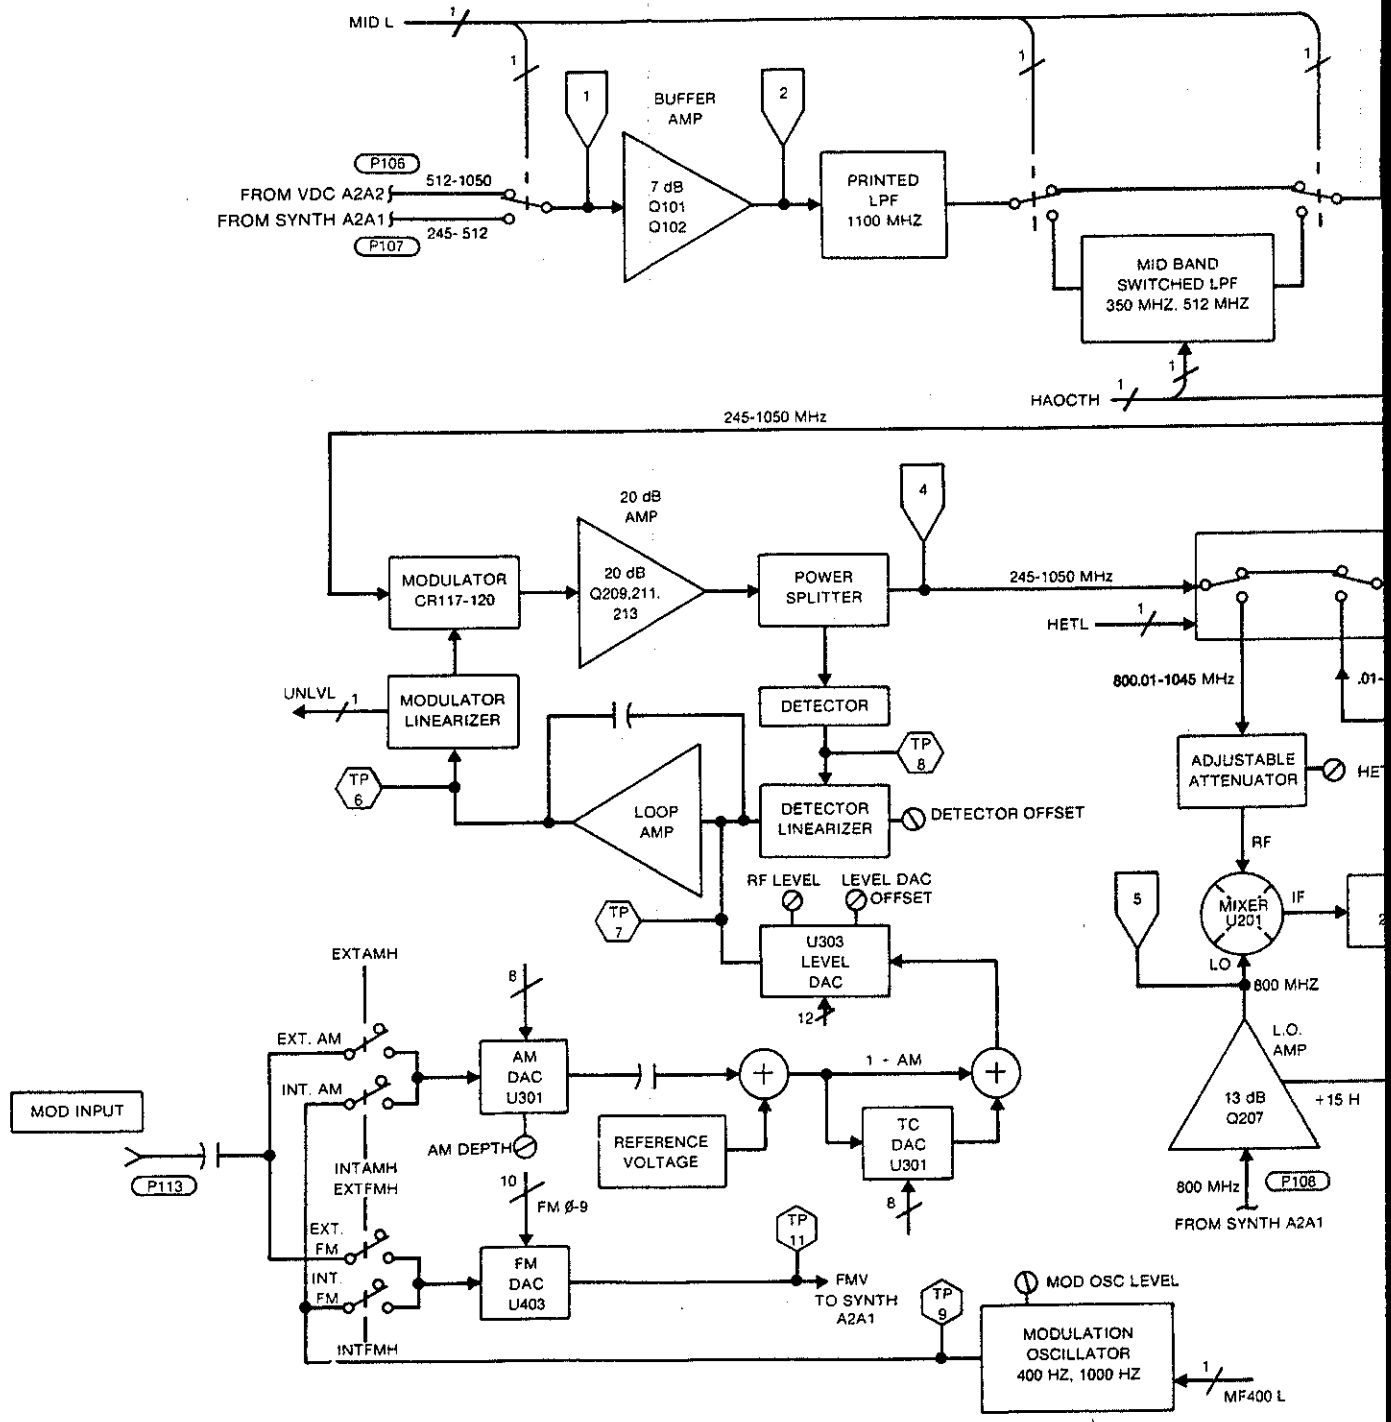 MID L
1
1
1
1
1
BUFFER
AMP
2
P106
FROM VDC A2A2
512-1050
FROM SYNTH A2A1
245-512
P107
7 dB
Q101
Q102
PRINTED
LPF
1100 MHZ
MID BAND
SWITCHED LPF
350 MHZ, 512 MHZ
1
HAOCTH
1
245-1050 MHz
20 dB
AMP
4
MODULATOR
CR117-120
20 dB
Q209,211,
213
POWER
SPLITTER
245-1050 MHz
HETL
1
UNLVL
1
MODULATOR
LINEARIZER
DETECTOR
800.01-1045 MHz
.01-
TP
6
TP
8
LOOP
AMP
DETECTOR
LINEARIZER
DETECTOR OFFSET
ADJUSTABLE
ATTENUATOR
HET
RF
RF LEVEL
LEVEL DAC
OFFSET
TP
7
U303
LEVEL
DAC
12
5
MIXER
U201
IF
2
LO
800 MHZ
L.O.
AMP
13 dB
Q207
+15 H
800 MHz
P108
FROM SYNTH A2A1
EXTAMH
8
EXT. AM
INT. AM
AM
DAC
U301
1 - AM
MOD INPUT
P113
AM DEPTH
REFERENCE
VOLTAGE
TC
DAC
U301
8
INTAMH
EXTFMH
10
FM Ø-9
EXT.
FM
INT.
FM
FM
DAC
U403
TP
11
FMV
TO SYNTH
A2A1
INTFMH
TP
9
MOD OSC LEVEL
MODULATION
OSCILLATOR
400 HZ, 1000 HZ
1
MF400 L